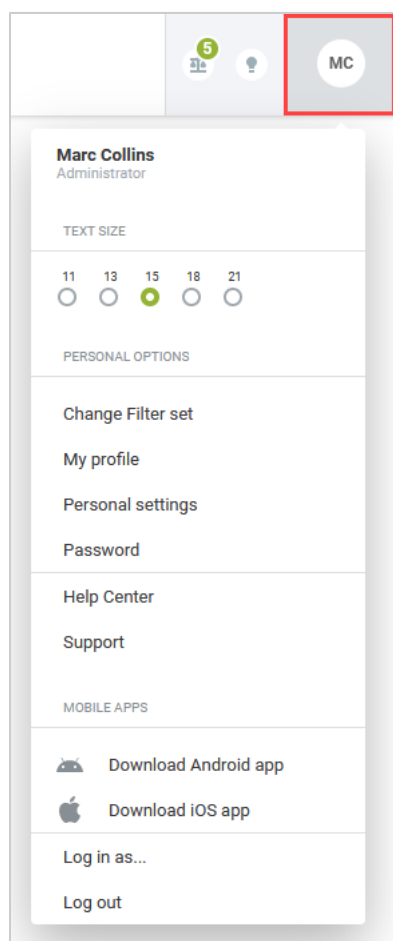 5
MC
Marc Collins
Administrator
TEXT SIZE
11 13 15 18 21
PERSONAL OPTIONS
Change Filter set
My profile
Personal settings
Password
Help Center
Support
MOBILE APPS
Download Android app
Download iOS app
Log in as...
Log out